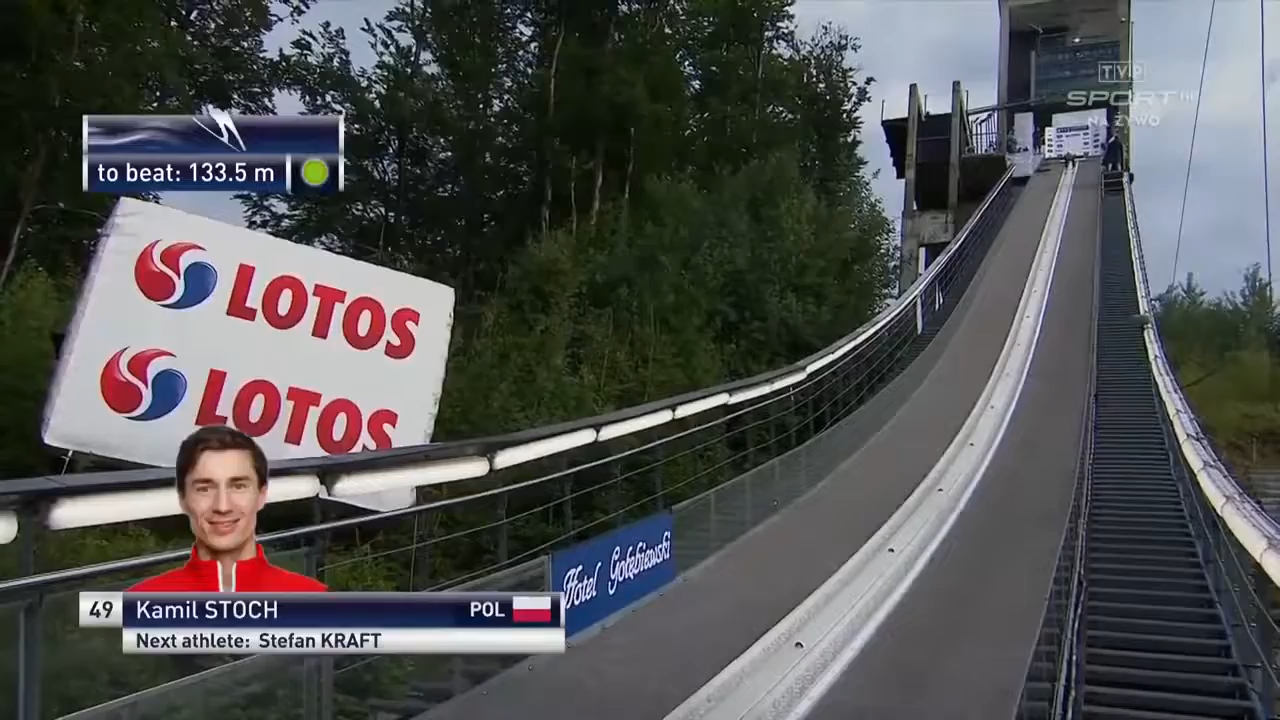 TVP
SPORT HD
NA ŻYWO
to beat: 133.5 m
LOTOS
LOTOS
Hotel Gołębiewski
49 Kamil STOCH POL
Next athlete: Stefan KRAFT